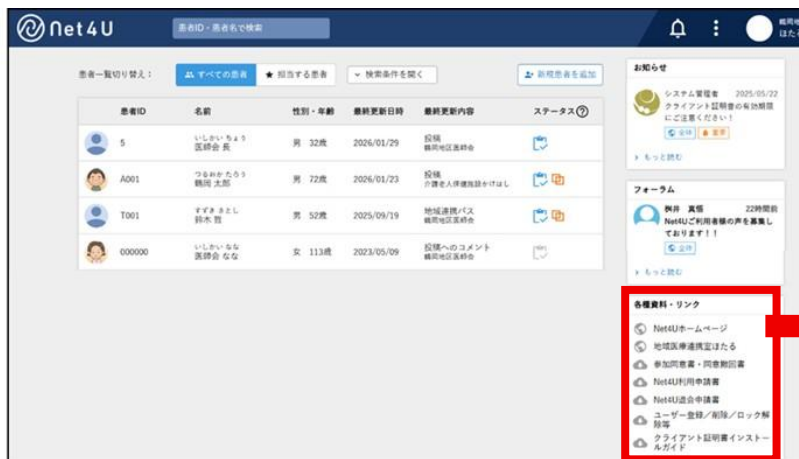 Net4U
患者ID・患者名で検索
鶴岡地
ほたる
患者一覧切り替え：
すべての患者
担当する患者
検索条件を開く
新規患者を追加
患者ID 名前 性別・年齢 最終更新日時 最終更新内容 ステータス
5 いしかい ちょう 医師会 長 男 32歳 2026/01/29 投稿 鶴岡地区医師会
A001 つるおか たろう 鶴岡 太郎 男 72歳 2026/01/23 投稿 介護老人保健施設かけはし
T001 すずき さとし 鈴木 哲 男 52歳 2025/09/19 地域連携パス 鶴岡地区医師会
000000 いしかい なな 医師会 なな 女 113歳 2023/05/09 投稿へのコメント 鶴岡地区医師会
お知らせ
システム管理者 2025/05/22
クライアント証明書の有効期限
にご注意ください！
全体 重要
もっと読む
フォーラム
桝井 真悟 22時間前
Net4Uご利用者様の声を募集し
ております！！
全体
もっと読む
各種資料・リンク
Net4Uホームページ
地域医療連携室ほたる
参加同意書・同意撤回書
Net4U利用申請書
Net4U退会申請書
ユーザー登録／削除／ロック解
除等
クライアント証明書インストー
ルガイド